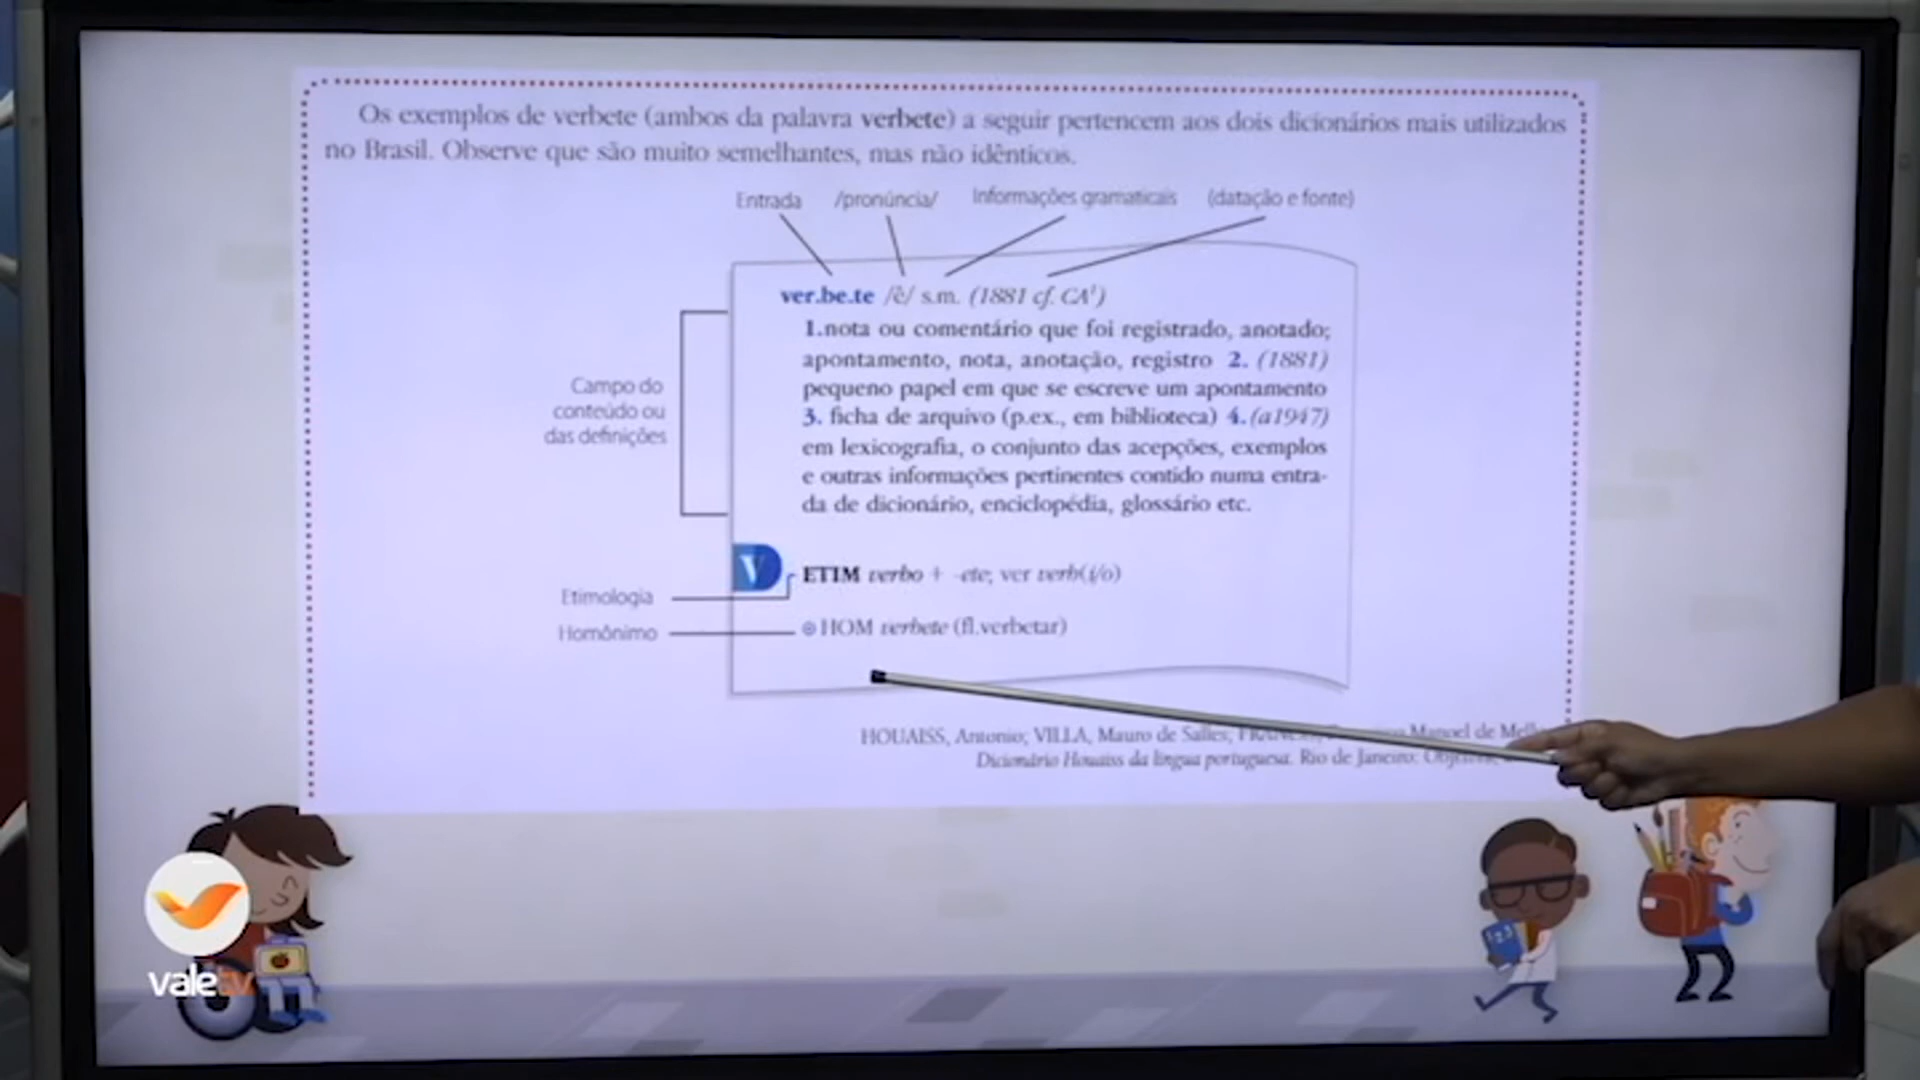 Os exemplos de verbete (ambos da palavra verbete) a seguir pertencem aos dois dicionários mais utilizados
no Brasil. Observe que são muito semelhantes, mas não idênticos.
Entrada /pronúncia/ Informações gramaticais (datação e fonte)
ver.be.te /ê/ s.m. (1881 cf. CA¹)
1.nota ou comentário que foi registrado, anotado;
apontamento, nota, anotação, registro 2. (1881)
pequeno papel em que se escreve um apontamento
3. ficha de arquivo (p.ex., em biblioteca) 4.(a1947)
em lexicografia, o conjunto das acepções, exemplos
e outras informações pertinentes contido numa entra-
da de dicionário, enciclopédia, glossário etc.
Campo do
conteúdo ou
das definições
V
ETIM verbo + -ete; ver verb(i/o)
Etimologia
Homônimo
HOM verbete (fl.verbetar)
HOUAISS, Antonio; VILLA, Mauro de Salles; Manoel de
Dicionário Houaiss da língua portuguesa. Rio de Janeiro:
1 2 3
valetv